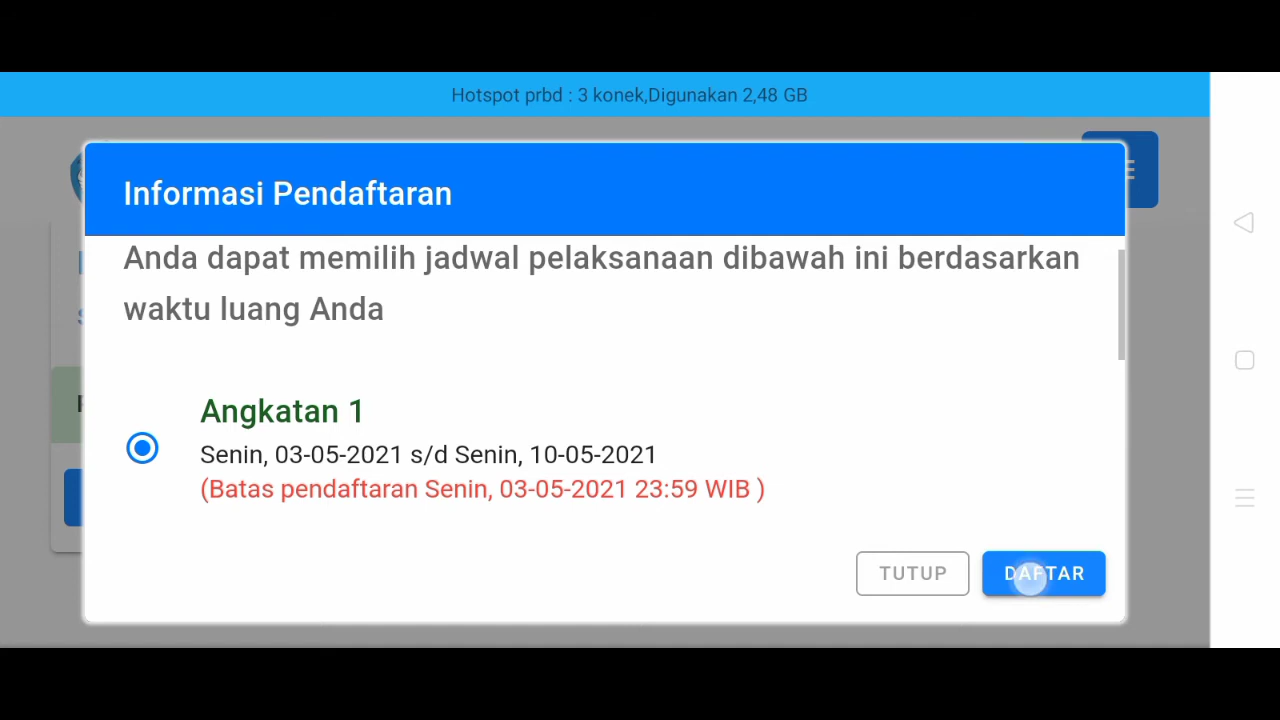 Hotspot prbd : 3 konek,Digunakan 2,48 GB
Informasi Pendaftaran
Anda dapat memilih jadwal pelaksanaan dibawah ini berdasarkan
waktu luang Anda
Angkatan 1
Senin, 03-05-2021 s/d Senin, 10-05-2021
(Batas pendaftaran Senin, 03-05-2021 23:59 WIB )
TUTUP
DAFTAR